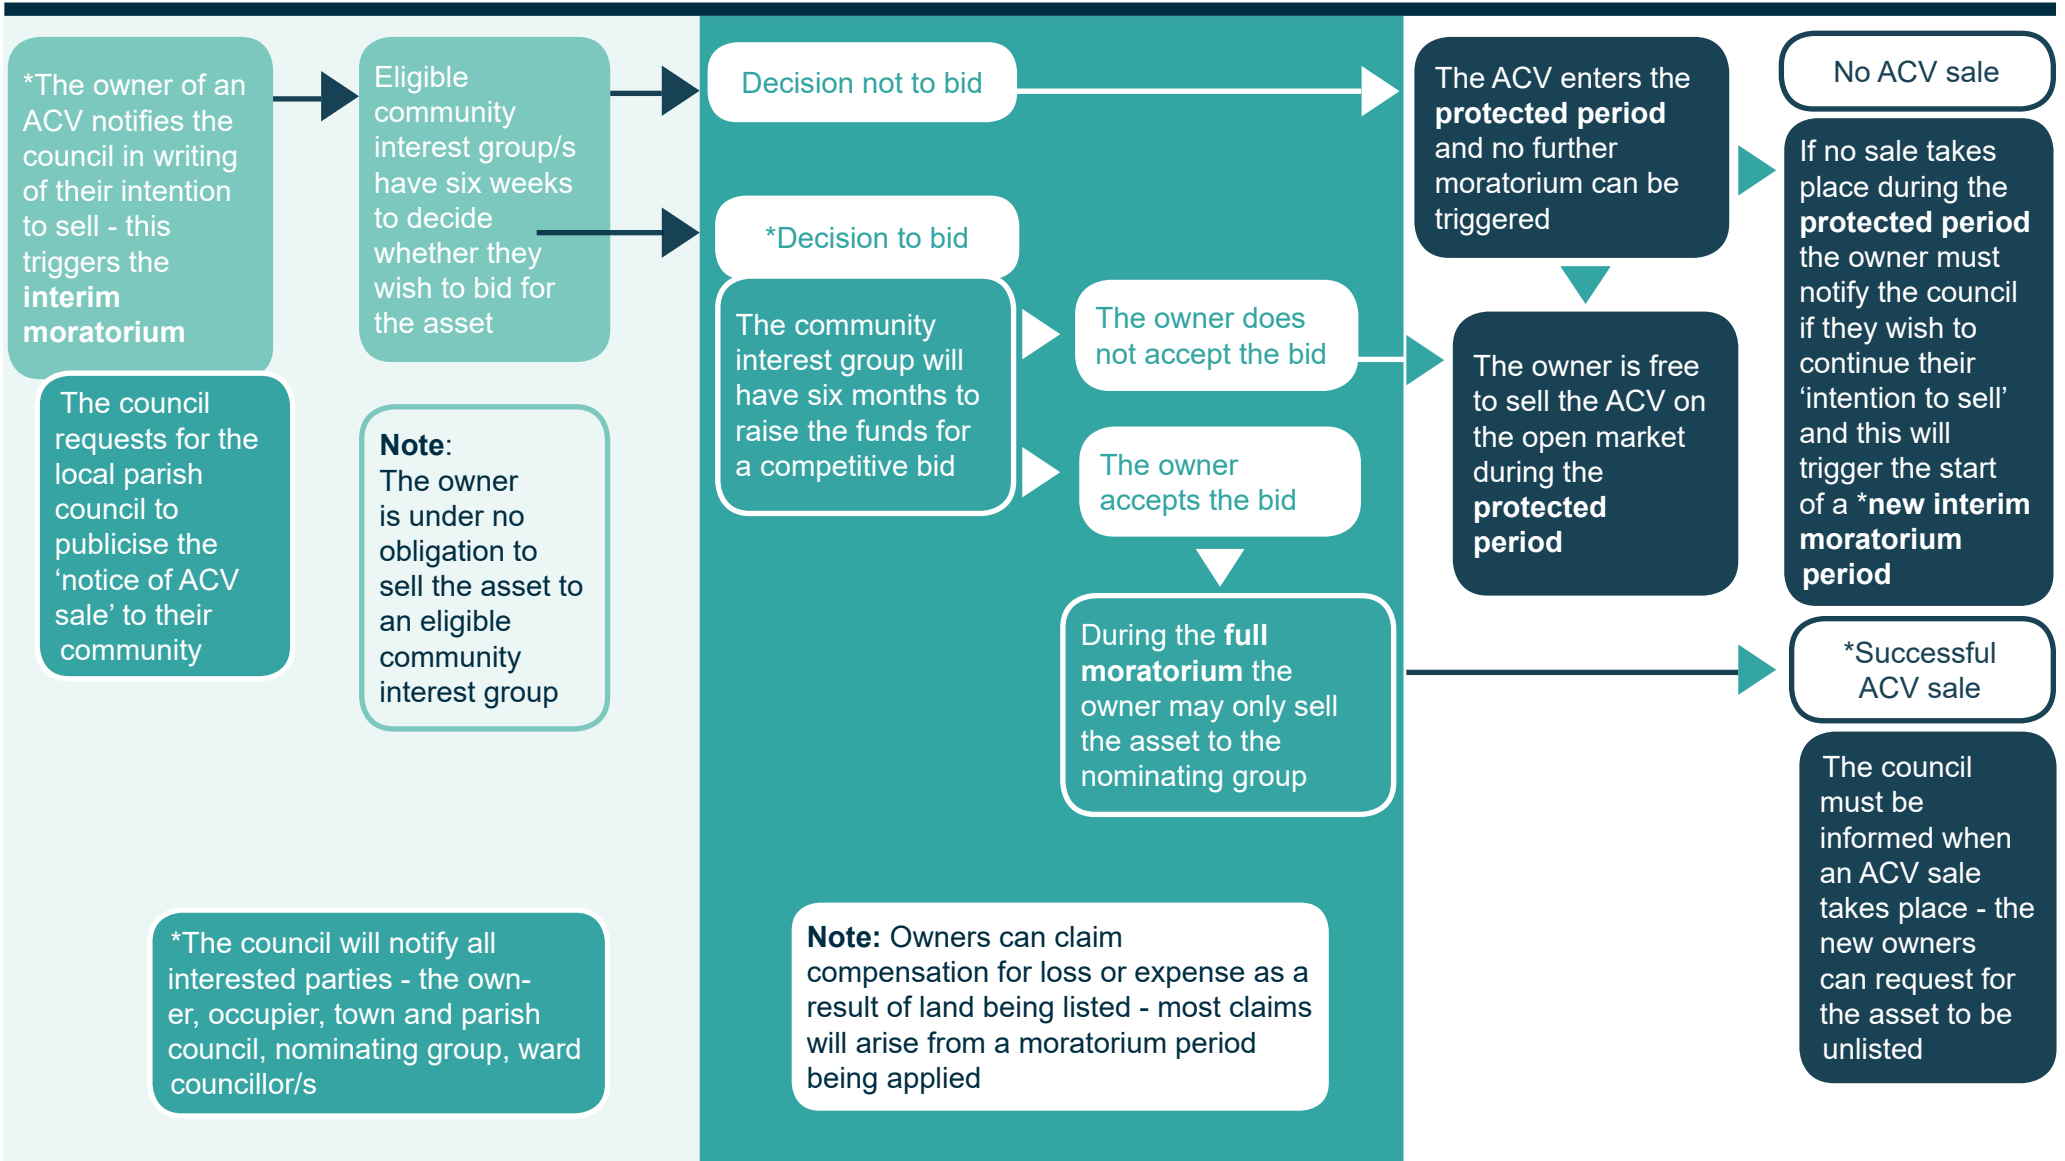 *The owner of an
ACV notifies the
council in writing
of their intention
to sell - this
triggers the
interim
moratorium
The council
requests for the
local parish
council to
publicise the
‘notice of ACV
sale’ to their
community
Eligible
community
interest group/s
have six weeks
to decide
whether they
wish to bid for
the asset
Note:
The owner
is under no
obligation to
sell the asset to
an eligible
community
interest group
*The council will notify all
interested parties - the own-
er, occupier, town and parish
council, nominating group, ward
councillor/s
Decision not to bid
*Decision to bid
The community
interest group will
have six months to
raise the funds for
a competitive bid
The owner does
not accept the bid
The owner
accepts the bid
During the full
moratorium the
owner may only sell
the asset to the
nominating group
Note: Owners can claim
compensation for loss or expense as a
result of land being listed - most claims
will arise from a moratorium period
being applied
The ACV enters the
protected period
and no further
moratorium can be
triggered
The owner is free
to sell the ACV on
the open market
during the
protected
period
No ACV sale
If no sale takes
place during the
protected period
the owner must
notify the council
if they wish to
continue their
‘intention to sell’
and this will
trigger the start
of a *new interim
moratorium
period
*Successful
ACV sale
The council
must be
informed when
an ACV sale
takes place - the
new owners
can request for
the asset to be
unlisted